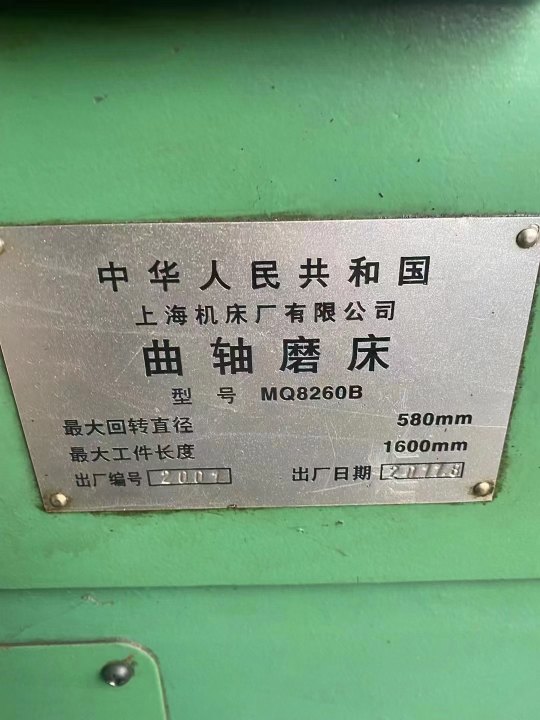 中华人民共和国
上海机床厂有限公司
曲轴磨床
型号 MQ8260B
最大回转直径 580mm
最大工件长度 1600mm
出厂编号
出厂日期